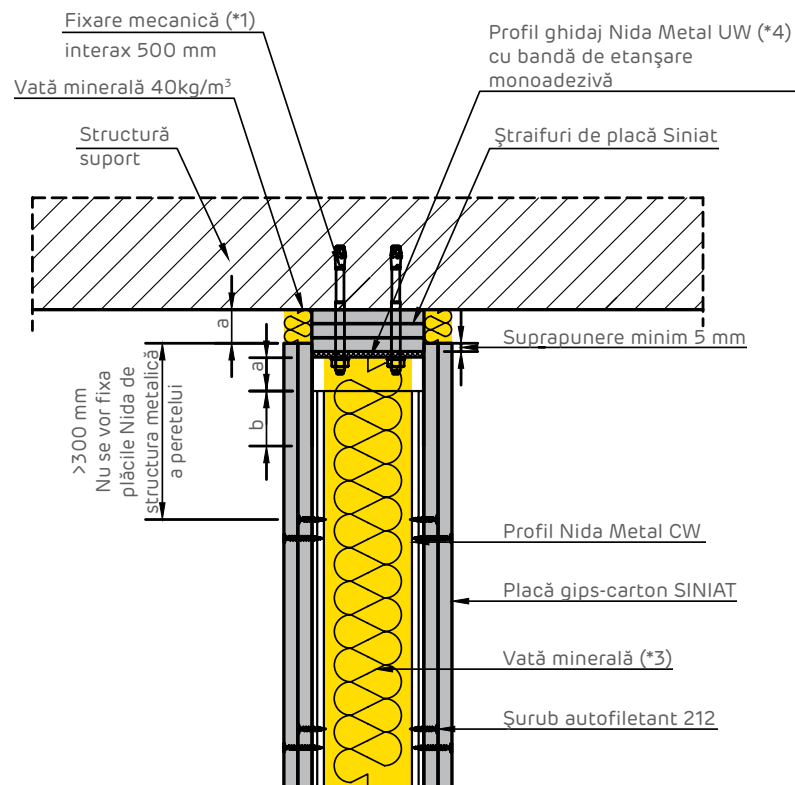 Fixare mecanică (*1)
interax 500 mm
Vată minerală 40kg/m³
Structură
suport
Profil ghidaj Nida Metal UW (*4)
cu bandă de etanşare
monoadezivă
Ştraifuri de placă Siniat
a
Suprapunere minim 5 mm
a
b
>300 mm
Nu se vor fixa
plăcile Nida de
structura metalică
a peretelui
Profil Nida Metal CW
Placă gips-carton SINIAT
Vată minerală (*3)
Şurub autofiletant 212